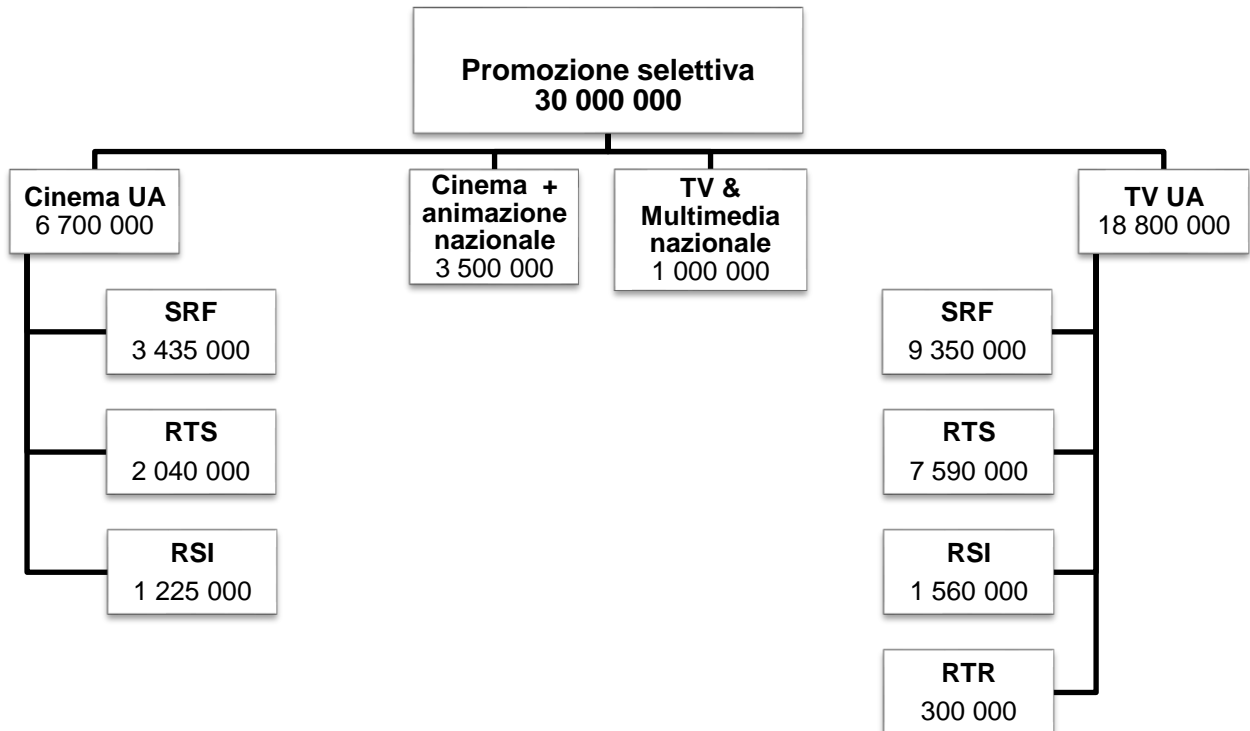 Promozione selettiva
30 000 000
Cinema UA
6 700 000
Cinema +
animazione
nazionale
3 500 000
TV &
Multimedia
nazionale
1 000 000
TV UA
18 800 000
SRF
3 435 000
RTS
2 040 000
RSI
1 225 000
SRF
9 350 000
RTS
7 590 000
RSI
1 560 000
RTR
300 000